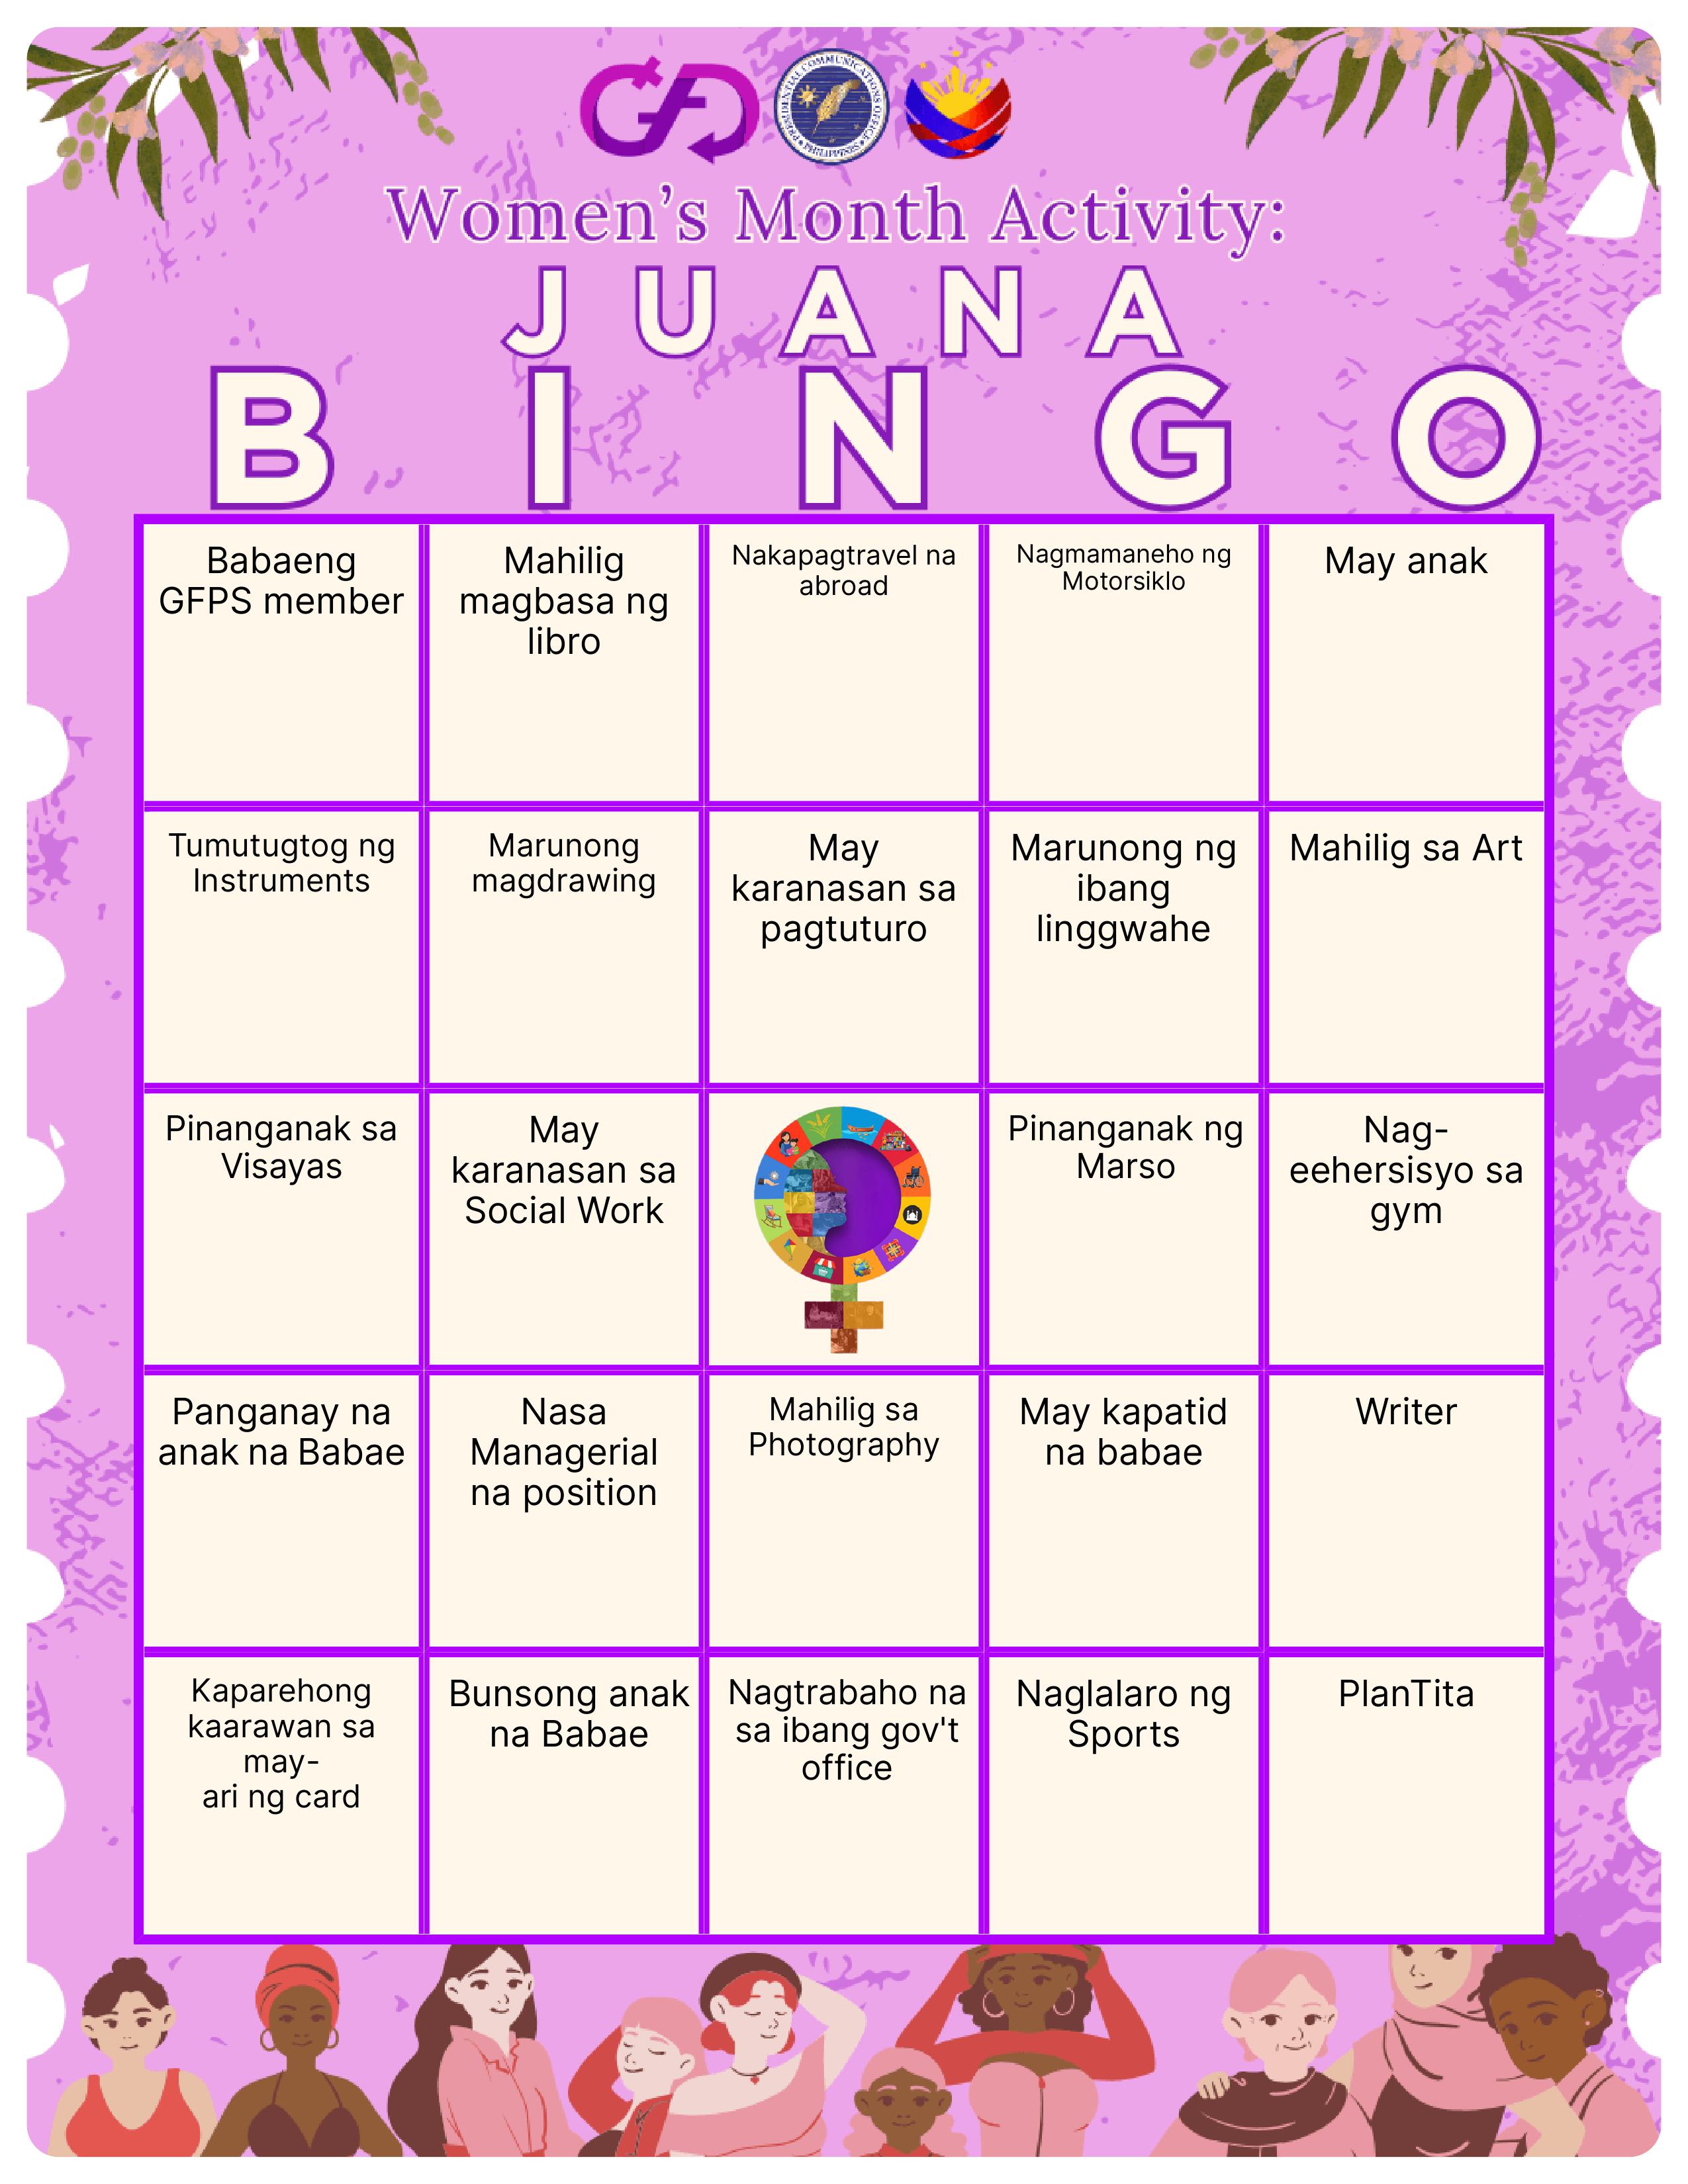 PRESIDENTIAL COMMUNICATIONS OFFICE
PHILIPPINES
Women's Month Activity:
JUANA
BINGO
Babaeng
GFPS member
Mahilig
magbasa ng
libro
Nakapagtravel na
abroad
Nagmamaneho ng
Motorsiklo
May anak
Tumutugtog ng
Instruments
Marunong
magdrawing
May
karanasan sa
pagtuturo
Marunong ng
ibang
linggwahe
Mahilig sa Art
Pinanganak sa
Visayas
May
karanasan sa
Social Work
Pinanganak ng
Marso
Nag-
eehersisyo sa
gym
Panganay na
anak na Babae
Nasa
Managerial
na position
Mahilig sa
Photography
May kapatid
na babae
Writer
Kaparehong
kaarawan sa
may-
ari ng card
Bunsong anak
na Babae
Nagtrabaho na
sa ibang gov't
office
Naglalaro ng
Sports
PlanTita